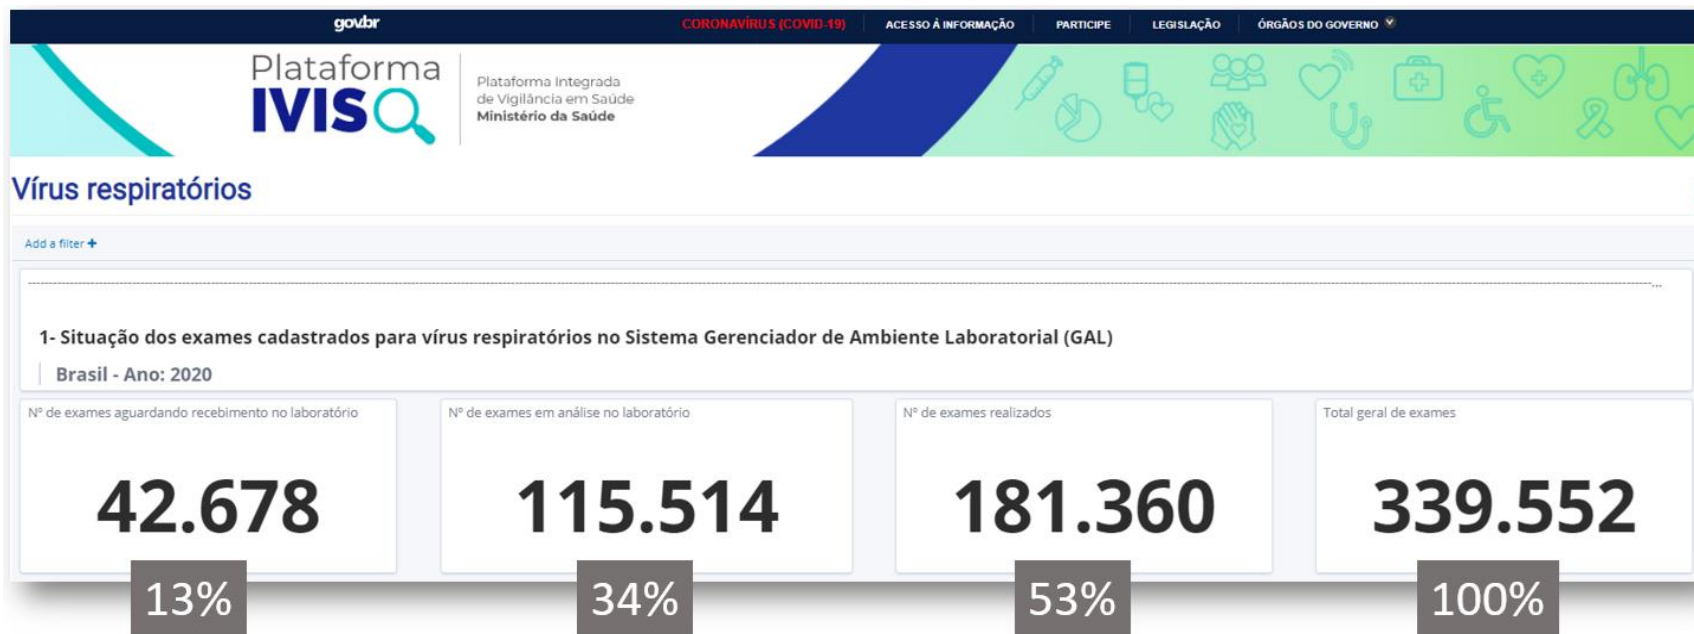 gov.br
CORONAVÍRUS (COVID-19)
ACESSO À INFORMAÇÃO
PARTICIPE
LEGISLAÇÃO
ÓRGÃOS DO GOVERNO
Plataforma
IVIS
Plataforma Integrada
de Vigilância em Saúde
Ministério da Saúde
Vírus respiratórios
Add a filter +
1- Situação dos exames cadastrados para vírus respiratórios no Sistema Gerenciador de Ambiente Laboratorial (GAL)
Brasil - Ano: 2020
Nº de exames aguardando recebimento no laboratório
42.678
13%
Nº de exames em análise no laboratório
115.514
34%
Nº de exames realizados
181.360
53%
Total geral de exames
339.552
100%